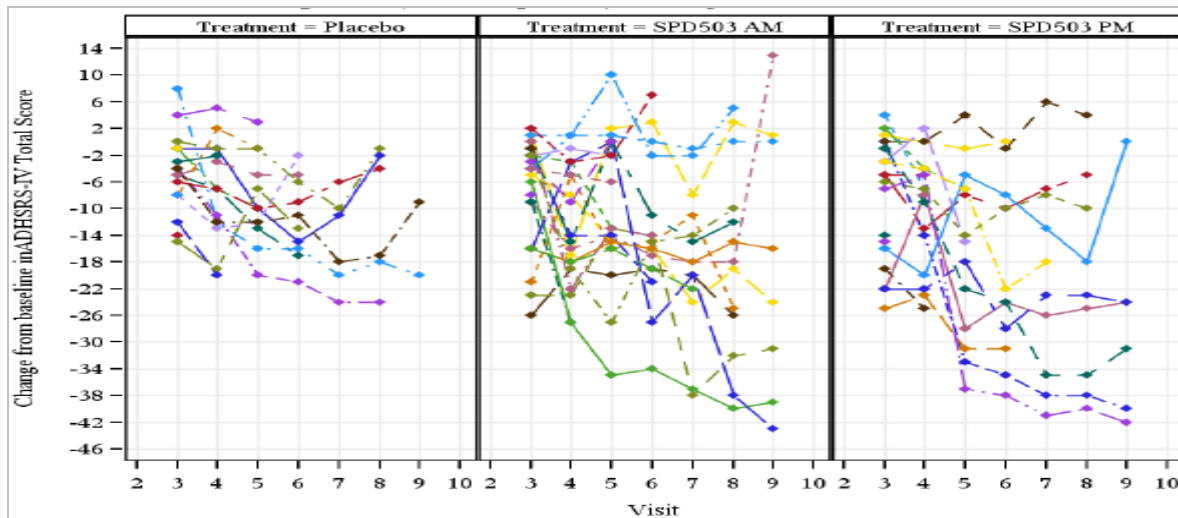 Treatment = Placebo
Treatment = SPD503 AM
Treatment = SPD503 PM
Change from baseline inADHSRS-IV Total Score
14
10
6
2
-2
-6
-10
-14
-18
-22
-26
-30
-34
-38
-42
-46
2 3 4 5 6 7 8 9 10
2 3 4 5 6 7 8 9 10
2 3 4 5 6 7 8 9 10
Visit